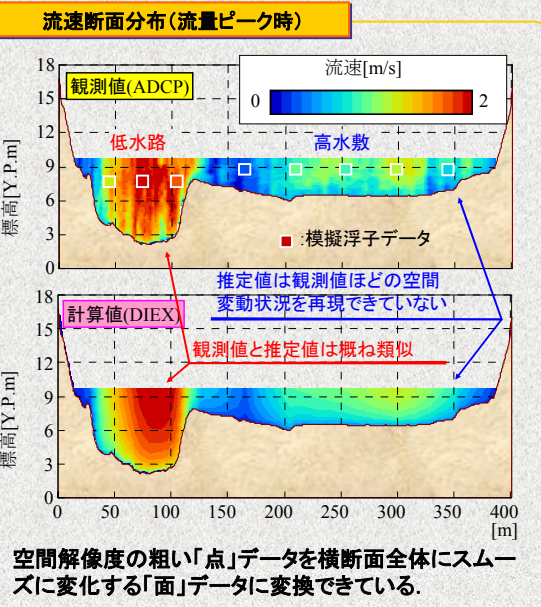 流速断面分布(流量ピーク時)
18
15
12
9
6
3
0
標高[Y.P.m]
観測値(ADCP)
流速[m/s]
0
2
低水路
高水敷
:模擬浮子データ
推定値は観測値ほどの空間
変動状況を再現できていない
18
15
12
9
6
3
0
標高[Y.P.m]
計算値(DIEX)
観測値と推定値は概ね類似
0 50 100 150 200 250 300 350 400
[m]
空間解像度の粗い「点」データを横断面全体にスムー
ズに変化する「面」データに変換できている.